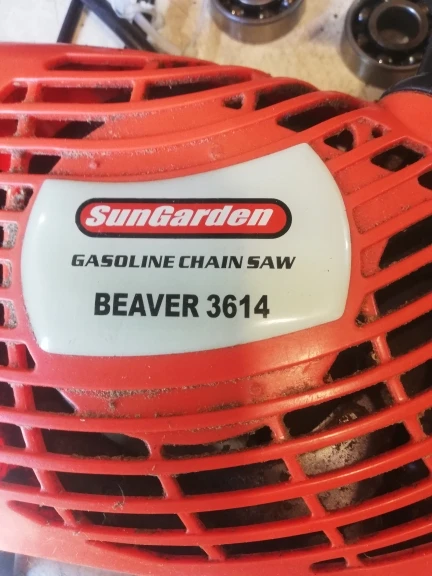 SunGarden
GASOLINE CHAIN SAW
BEAVER 3614